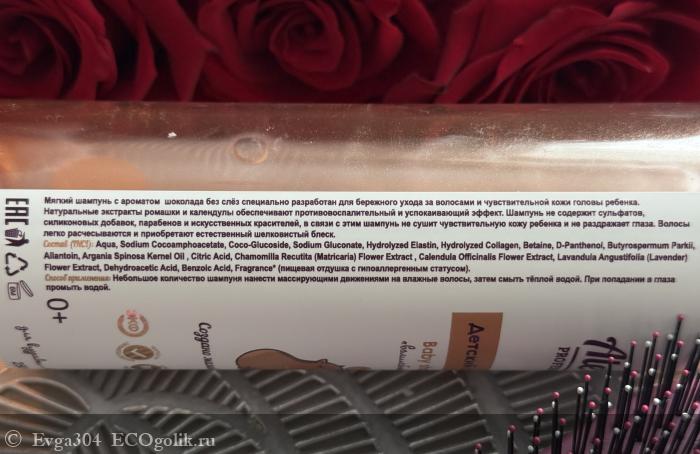 Мягкий шампунь с ароматом шоколада без слёз специально разработан для бережного ухода за волосами и чувствительной кожи головы ребенка.
Натуральные экстракты ромашки и календулы обеспечивают противовоспалительный и успокаивающий эффект. Шампунь не содержит сульфатов,
силиконовых добавок, парабенов и искусственных красителей, в связи с этим шампунь не сушит чувствительную кожу ребенка и не раздражает глаза. Волосы
легко расчесываются и приобретают естественный шелковистый блеск.
Состав (INCI): Aqua, Sodium Cocoamphoacetate, Coco-Glucoside, Sodium Gluconate, Hydrolyzed Elastin, Hydrolyzed Collagen, Betaine, D-Panthenol, Butyrospermum Parkii,
Allantoin, Argania Spinosa Kernel Oil , Citric Acid, Chamomilla Recutita (Matricaria) Flower Extract , Calendula Officinalis Flower Extract, Lavandula Angustifolia (Lavender)
Flower Extract, Dehydroacetic Acid, Benzoic Acid, Fragrance* (пищевая отдушка с гипоаллергенным статусом).
Способ применения: Небольшое количество шампуня нанести массирующими движениями на влажные волосы, затем смыть тёплой водой. При попадании в глаза
промыть водой.
EAC
0+
для
Создано
Детский
Baby
© Evga304 ECOgolik.ru